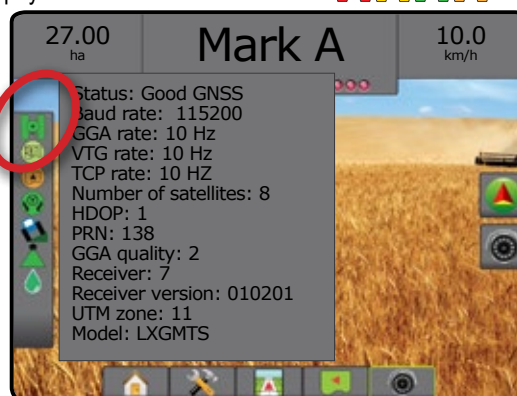 27.00
ha
Mark A
10.0
km/h
Status: Good GNSS
Baud rate: 115200
GGA rate: 10 Hz
VTG rate: 10 Hz
TCP rate: 10 HZ
Number of satellites: 8
HDOP: 1
PRN: 138
GGA quality: 2
Receiver: 7
Receiver version: 010201
UTM zone: 11
Model: LXGMTS